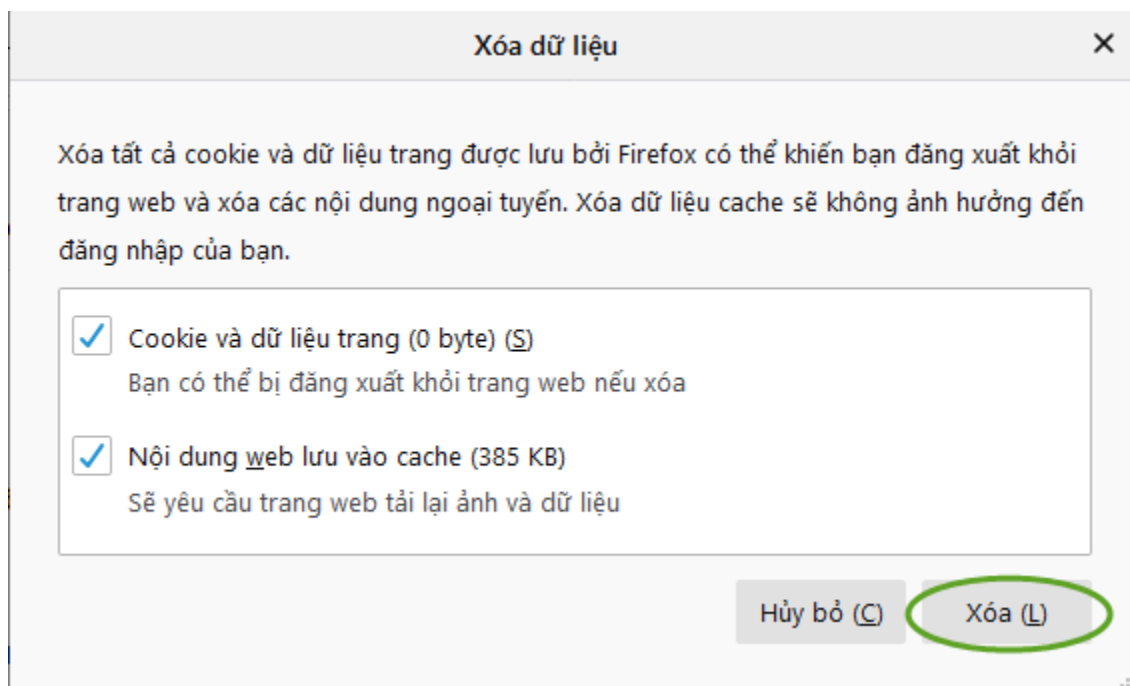 Xóa dữ liệu
Xóa tất cả cookie và dữ liệu trang được lưu bởi Firefox có thể khiến bạn đăng xuất khỏi
trang web và xóa các nội dung ngoại tuyến. Xóa dữ liệu cache sẽ không ảnh hưởng đến
đăng nhập của bạn.
Cookie và dữ liệu trang (0 byte) (S)
Bạn có thể bị đăng xuất khỏi trang web nếu xóa
Nội dung web lưu vào cache (385 KB)
Sẽ yêu cầu trang web tải lại ảnh và dữ liệu
Hủy bỏ (C) Xóa (L)